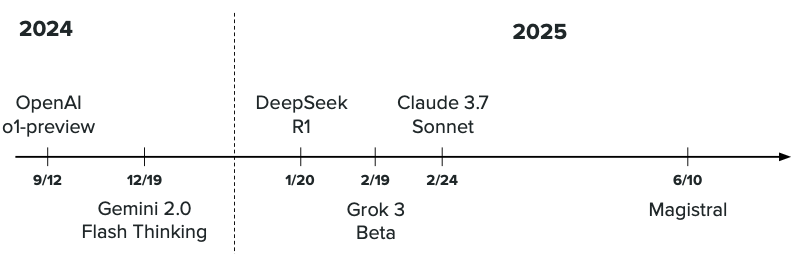 2024
2025
OpenAI
o1-preview
DeepSeek
R1
Claude 3.7
Sonnet
9/12
12/19
1/20
2/19
2/24
6/10
Gemini 2.0
Flash Thinking
Grok 3
Beta
Magistral